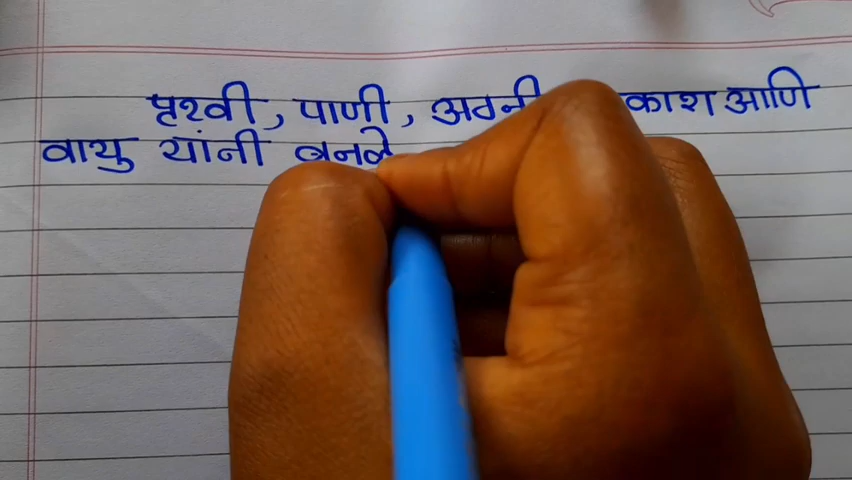 पृथ्वी, पाणी, अग्नी काश आणि
वायु यांनी बनले